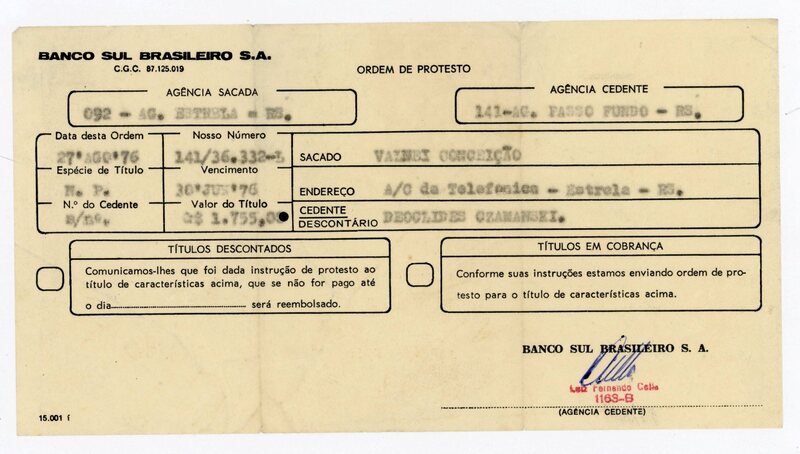 BANCO SUL BRASILEIRO S.A.
C.G.C. 87.125.019
ORDEM DE PROTESTO
AGÊNCIA SACADA
092 - AG. ESTRELA - RS.
AGÊNCIA CEDENTE
141-AG. PASSO FUNDO - RS.
Data desta Ordem
27'AGO'76
Nosso Número
141/36.332-L
SACADO VAINEI CONCEIÇÃO
Espécie de Título
N. P.
Vencimento
30'JUN'76
ENDEREÇO A/C da Telefônica - Estrela - RS.
N.º do Cedente
s/nº.
Valor do Título
Cr$ 1.755,00
CEDENTE
DESCONTÁRIO DEOCLIDES CZAMANSKI.
TÍTULOS DESCONTADOS
Comunicamos-lhes que foi dada instrução de protesto ao
título de características acima, que se não for pago até
o dia........................................ será reembolsado.
TÍTULOS EM COBRANÇA
Conforme suas instruções estamos enviando ordem de pro-
testo para o título de características acima.
BANCO SUL BRASILEIRO S. A.
Luiz Fernando Cella
1163-B
(AGÊNCIA CEDENTE)
15.001 f